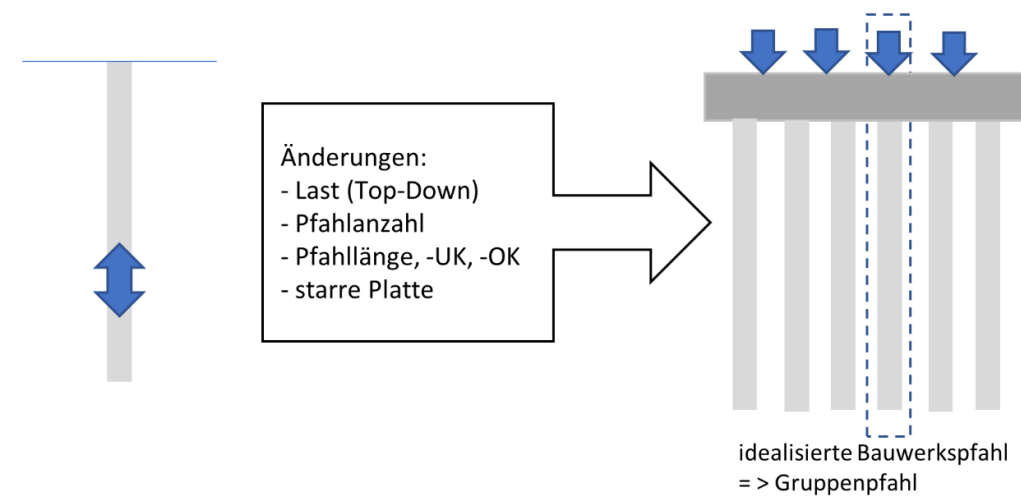 Änderungen:
- Last (Top-Down)
- Pfahlanzahl
- Pfahllänge, -UK, -OK
- starre Platte
idealisierte Bauwerkspfahl
= > Gruppenpfahl